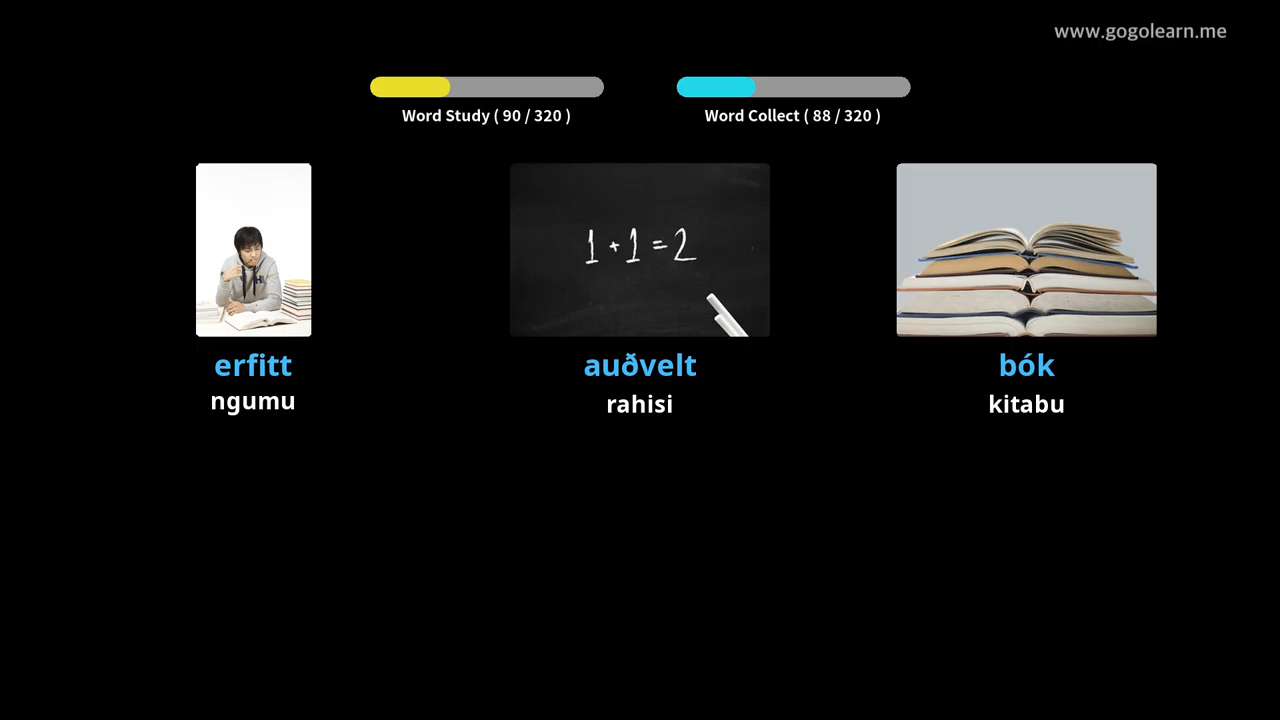 www.gogolearn.me
Word Study ( 90 / 320 )
Word Collect ( 88 / 320 )
1 + 1 = 2
erfitt
auðvelt
bók
ngumu
rahisi
kitabu